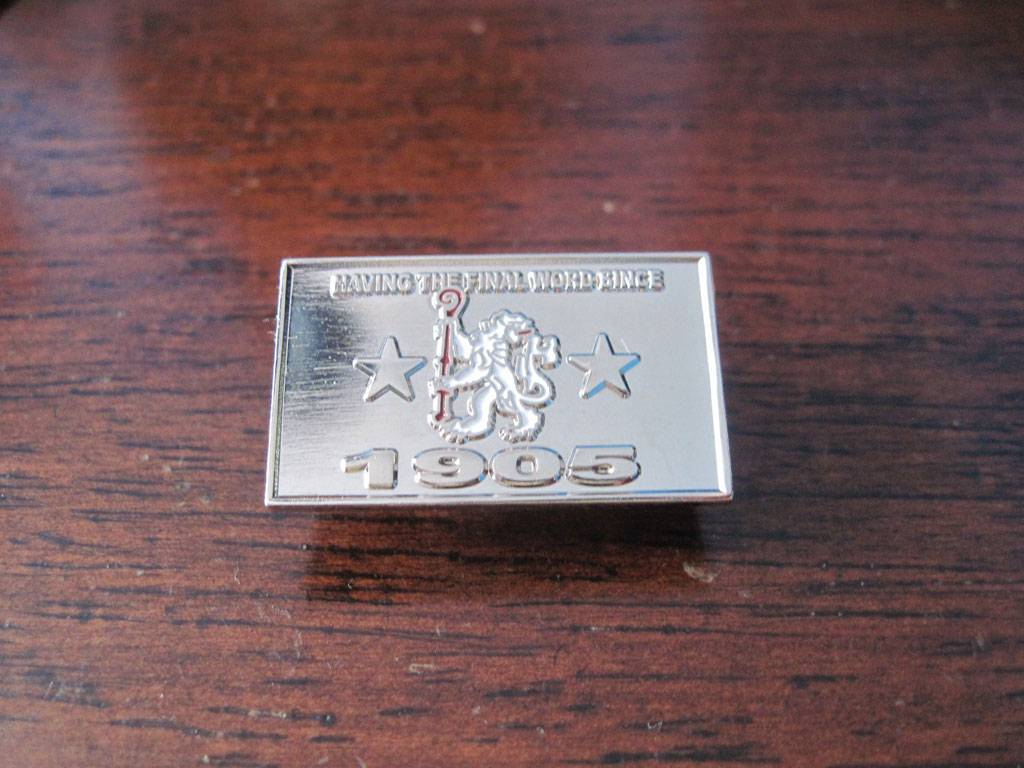 HAVING THE FINAL WORD SINCE
1905